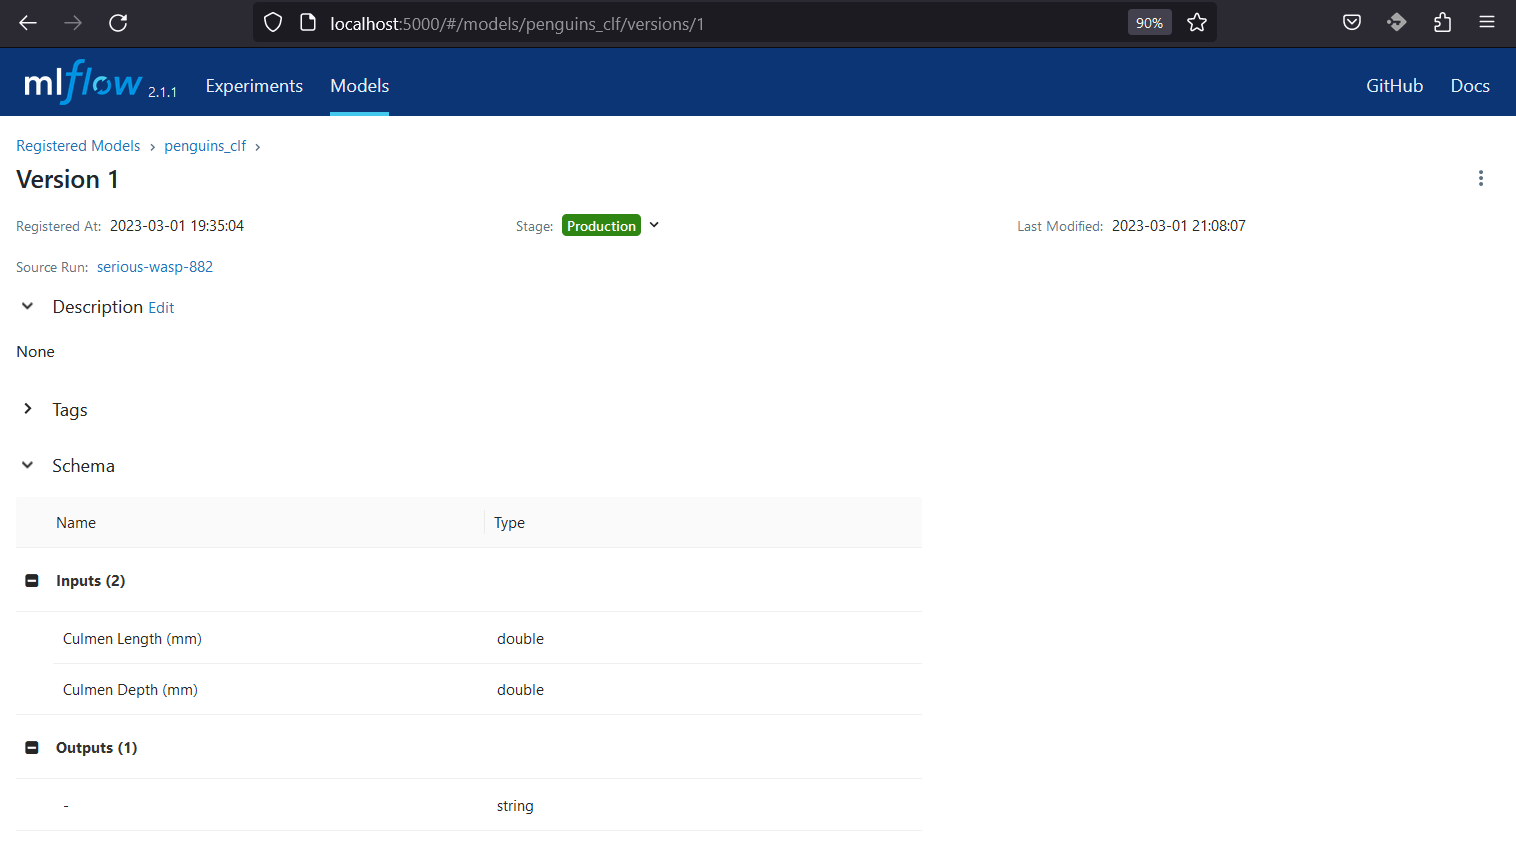 localhost:5000/#/models/penguins_clf/versions/1 90%
mlflow 2.1.1 Experiments Models GitHub Docs
Registered Models > penguins_clf >
Version 1
Registered At: 2023-03-01 19:35:04 Stage: Production Last Modified: 2023-03-01 21:08:07
Source Run: serious-wasp-882
Description Edit
None
Tags
Schema
Name Type
Inputs (2)
Culmen Length (mm) double
Culmen Depth (mm) double
Outputs (1)
- string